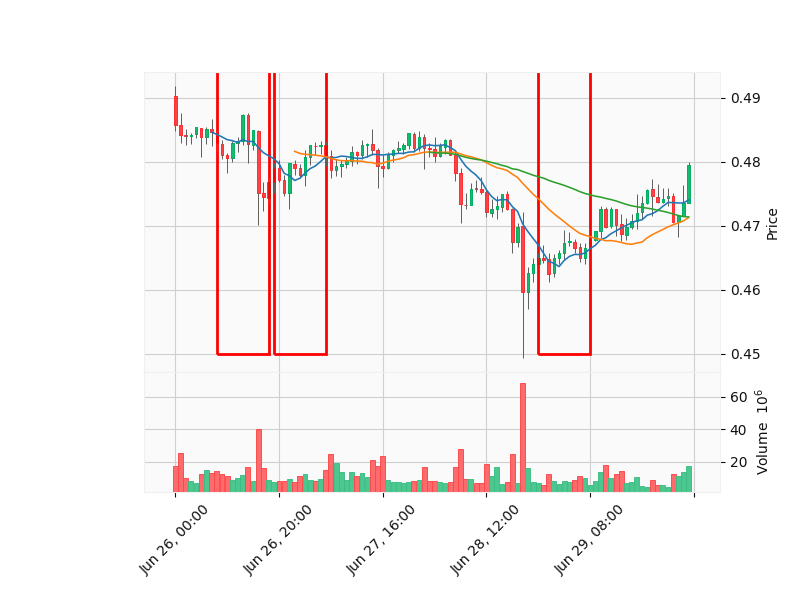 0.49
0.48
0.47
0.46
0.45
Price
60
40
20
Volume 10^6
Jun 26, 00:00
Jun 26, 20:00
Jun 27, 16:00
Jun 28, 12:00
Jun 29, 08:00